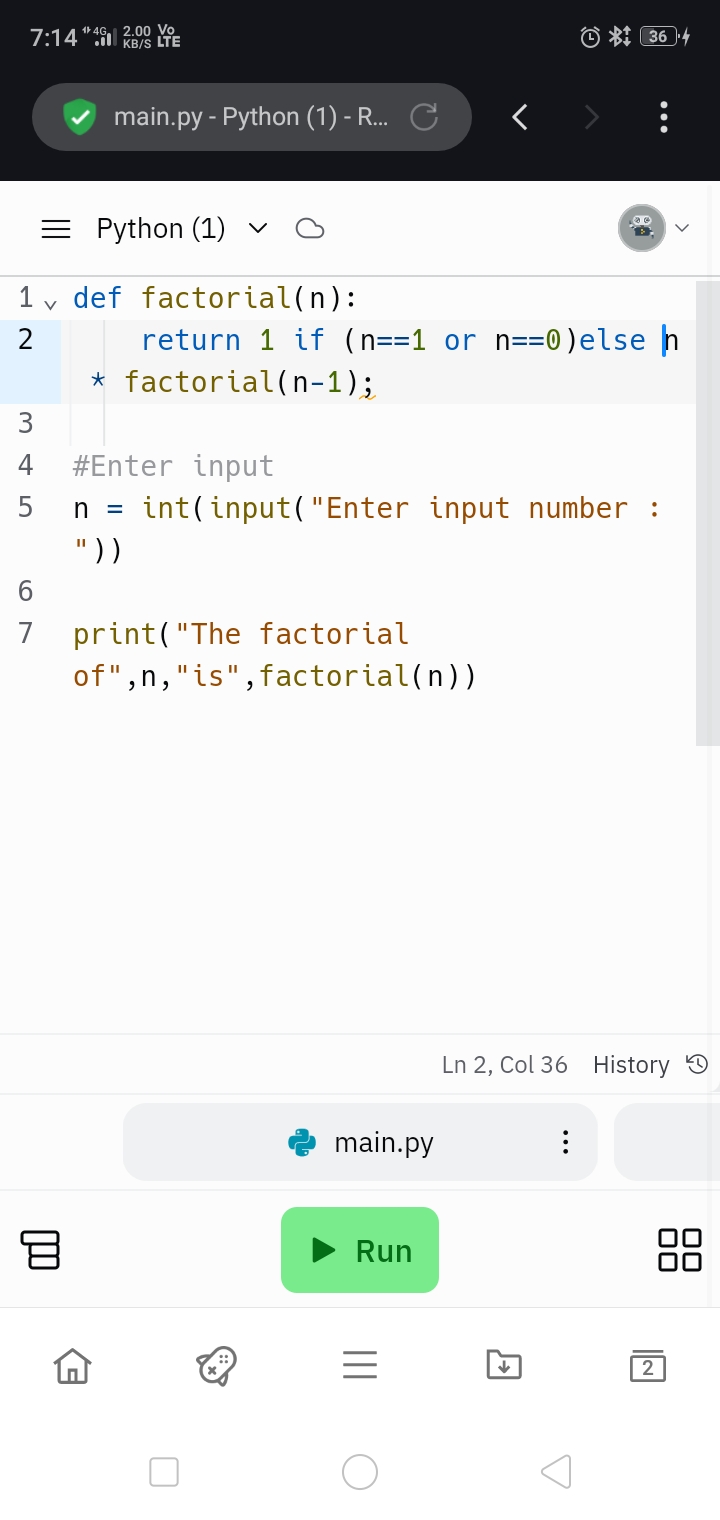 7:14 4G 2.00 KB/S Vo LTE 36
main.py - Python (1) - R...
Python (1)
1 def factorial(n):
2 return 1 if (n==1 or n==0)else n
* factorial(n-1);
3
4 #Enter input
5 n = int(input("Enter input number :
"))
6
7 print("The factorial
of",n,"is",factorial(n))
Ln 2, Col 36 History
main.py
Run
2